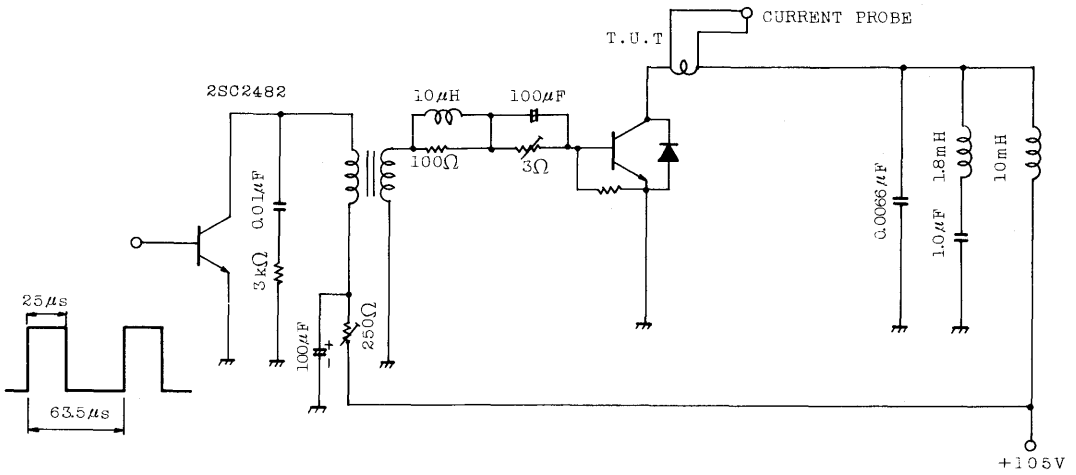 CURRENT PROBE
T.U.T
2SC2482
10μH
100μF
100Ω
3Ω
0.01μF
3kΩ
0.0066μF
1.8mH
10mH
1.0μF
25μs
63.5μs
100μF
- +
250Ω
+105V